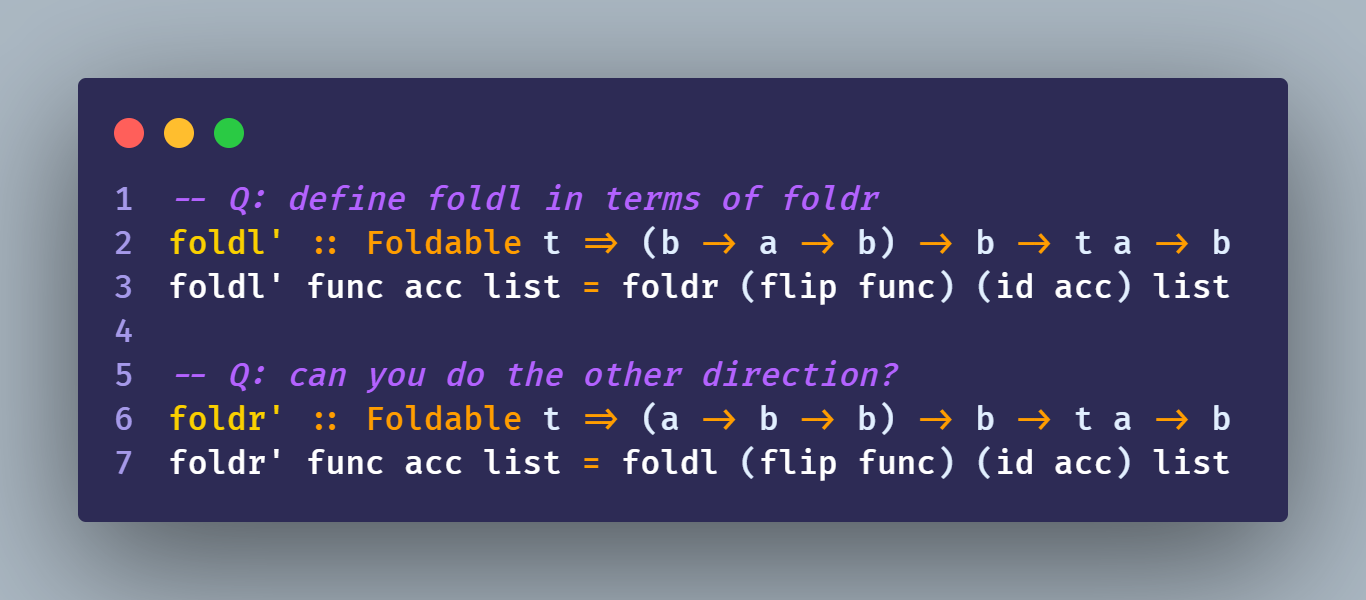 1 -- Q: define foldl in terms of foldr
2 foldl' :: Foldable t => (b -> a -> b) -> b -> t a -> b
3 foldl' func acc list = foldr (flip func) (id acc) list
4
5 -- Q: can you do the other direction?
6 foldr' :: Foldable t => (a -> b -> b) -> b -> t a -> b
7 foldr' func acc list = foldl (flip func) (id acc) list